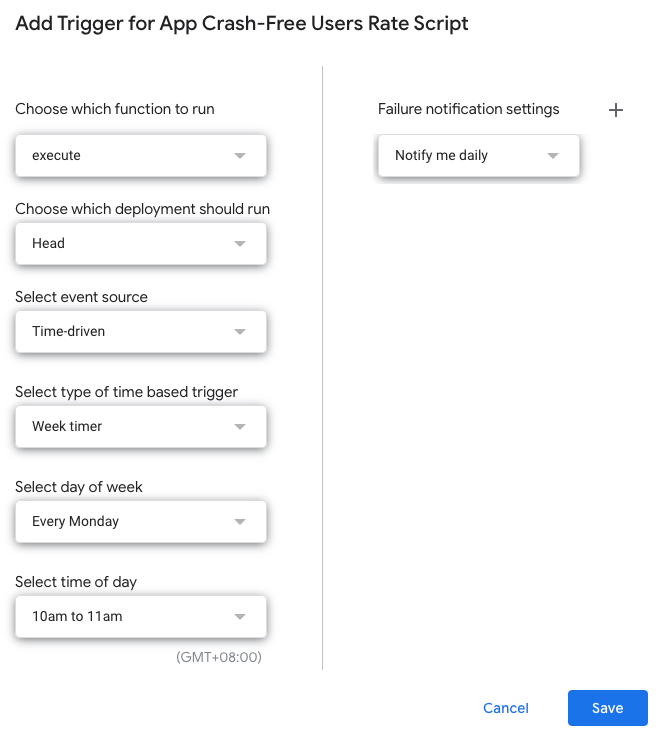 Add Trigger for App Crash-Free Users Rate Script
Choose which function to run
execute
Choose which deployment should run
Head
Select event source
Time-driven
Select type of time based trigger
Week timer
Select day of week
Every Monday
Select time of day
10am to 11am
(GMT+08:00)
Failure notification settings
Notify me daily
Cancel
Save